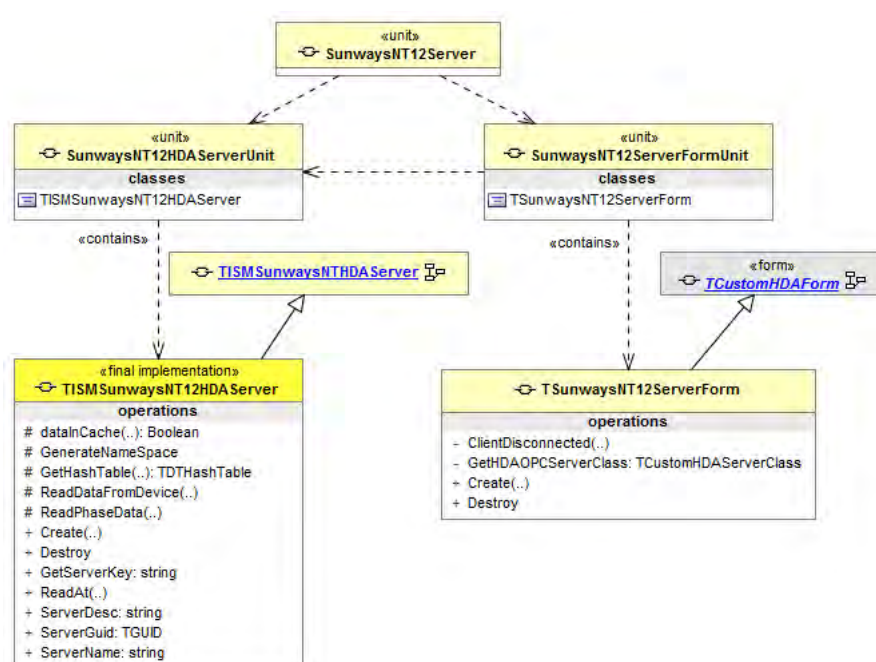 «unit»
SunwaysNT12Server
«unit»
SunwaysNT12HDAServerUnit
classes
TISMSunwaysNT12HDAServer
«unit»
SunwaysNT12ServerFormUnit
classes
TSunwaysNT12ServerForm
«contains»
«contains»
TISMSunwaysNTHDAServer
«form»
TCustomHDAForm
«final implementation»
TISMSunwaysNT12HDAServer
operations
# dataInCache(..): Boolean
# GenerateNameSpace
# GetHashTable(..): TDTHashTable
# ReadDataFromDevice(..)
# ReadPhaseData(..)
+ Create(..)
+ Destroy
+ GetServerKey: string
+ ReadAt(..)
+ ServerDesc: string
+ ServerGuid: TGUID
+ ServerName: string
TSunwaysNT12ServerForm
operations
- ClientDisconnected(..)
- GetHDAOPCServerClass: TCustomHDAServerClass
+ Create(..)
+ Destroy